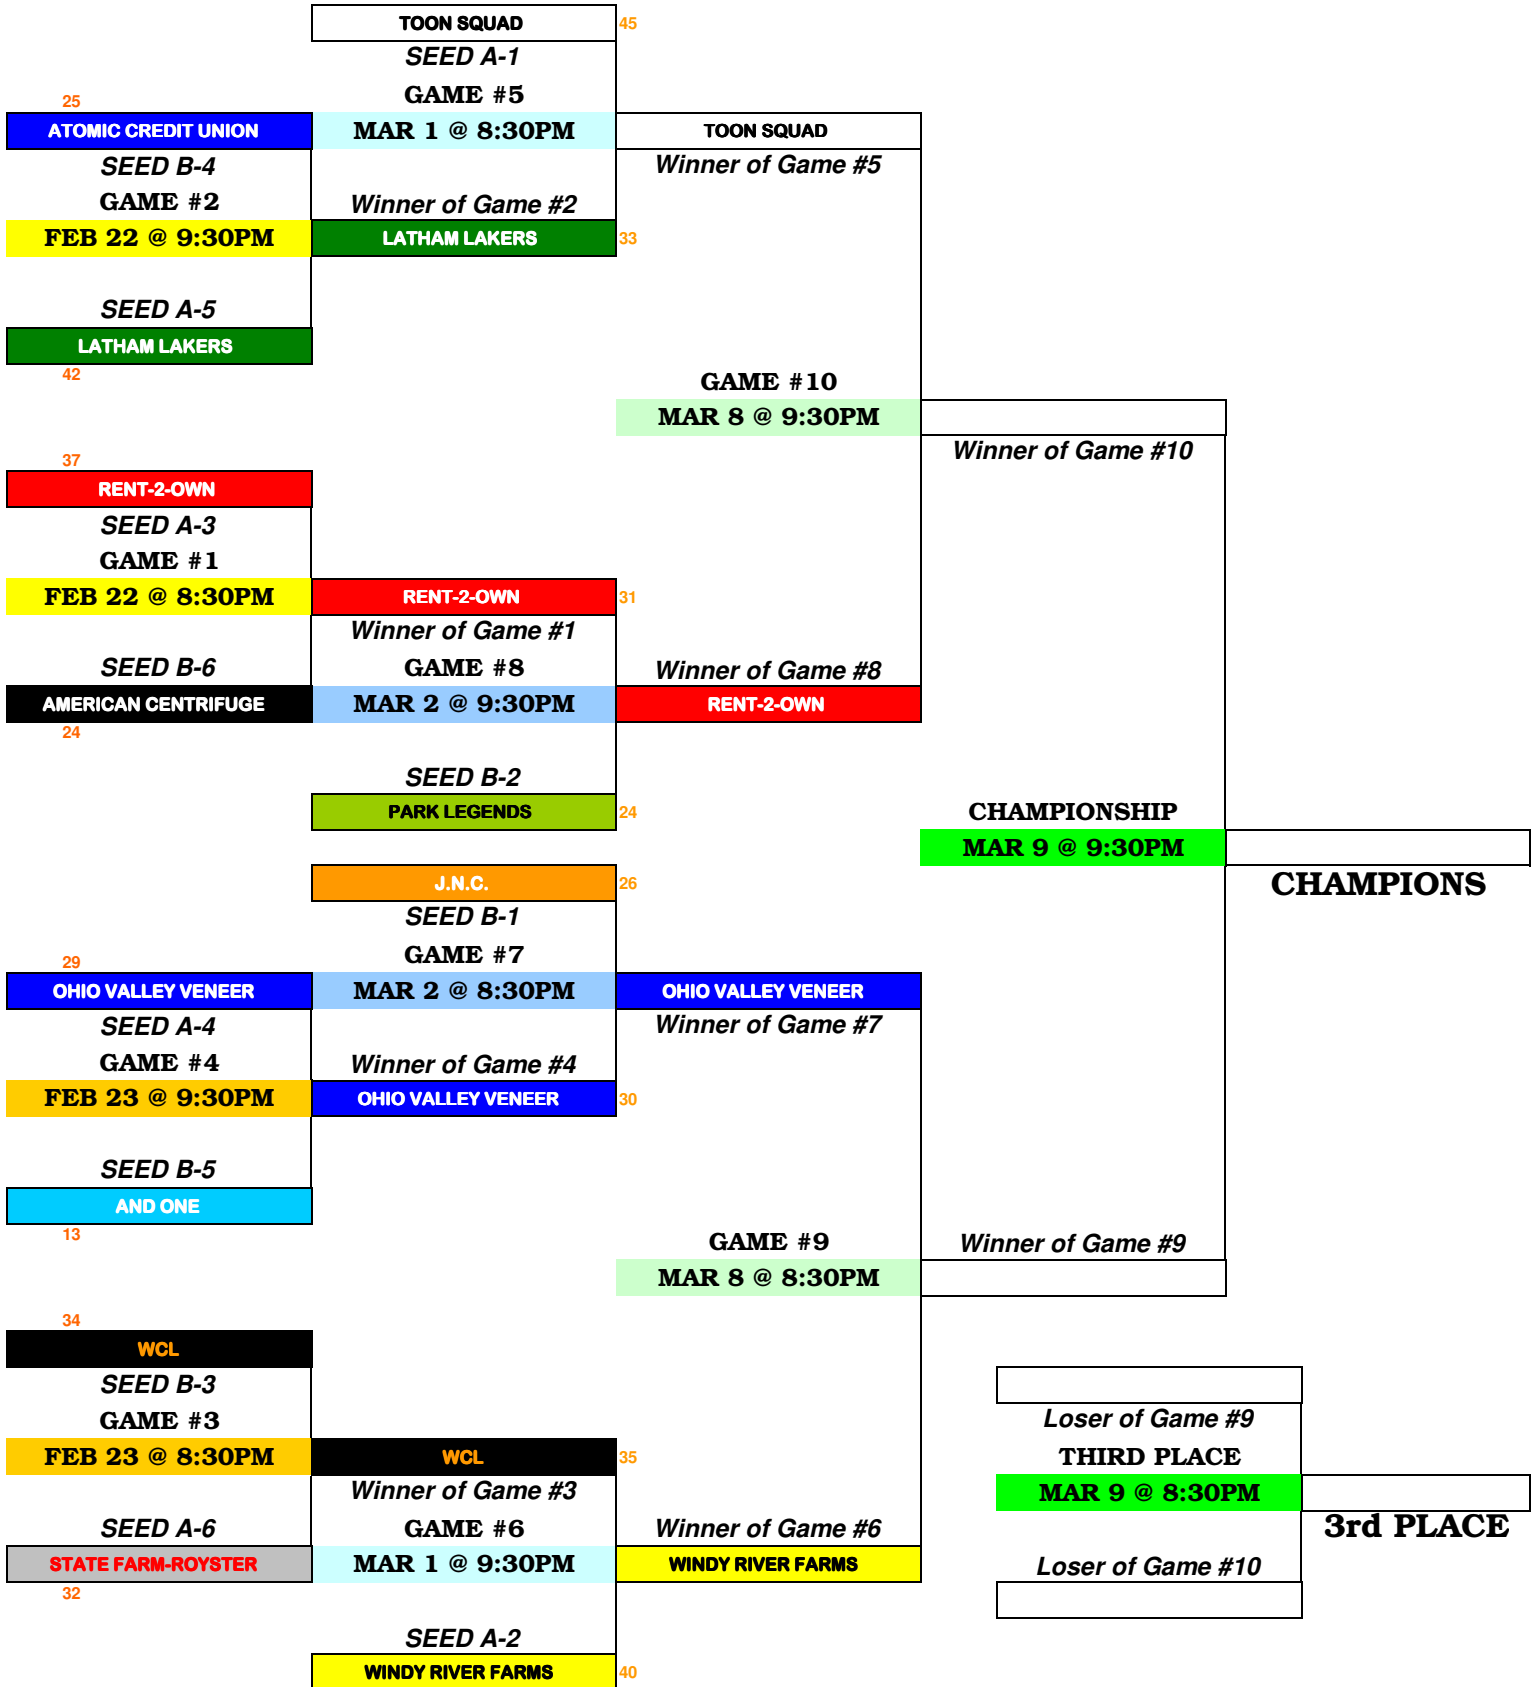 TOON SQUAD 45
SEED A-1
GAME #5
25
ATOMIC CREDIT UNION MAR 1 @ 8:30PM TOON SQUAD
SEED B-4 Winner of Game #5
GAME #2 Winner of Game #2
FEB 22 @ 9:30PM LATHAM LAKERS 33
SEED A-5
LATHAM LAKERS
42
GAME #10
MAR 8 @ 9:30PM
Winner of Game #10
37
RENT-2-OWN
SEED A-3
GAME #1
FEB 22 @ 8:30PM RENT-2-OWN 31
Winner of Game #1
SEED B-6 GAME #8 Winner of Game #8
AMERICAN CENTRIFUGE MAR 2 @ 9:30PM RENT-2-OWN
24
SEED B-2
PARK LEGENDS 24 CHAMPIONSHIP
MAR 9 @ 9:30PM
J.N.C. 26 CHAMPIONS
SEED B-1
GAME #7
29
OHIO VALLEY VENEER MAR 2 @ 8:30PM OHIO VALLEY VENEER
SEED A-4 Winner of Game #7
GAME #4 Winner of Game #4
FEB 23 @ 9:30PM OHIO VALLEY VENEER 30
SEED B-5
AND ONE
13
GAME #9 Winner of Game #9
MAR 8 @ 8:30PM
34
WCL
SEED B-3
GAME #3 Loser of Game #9
FEB 23 @ 8:30PM WCL 35 THIRD PLACE
Winner of Game #3 MAR 9 @ 8:30PM
SEED A-6 GAME #6 Winner of Game #6 3rd PLACE
STATE FARM-ROYSTER MAR 1 @ 9:30PM WINDY RIVER FARMS Loser of Game #10
32
SEED A-2
WINDY RIVER FARMS 40